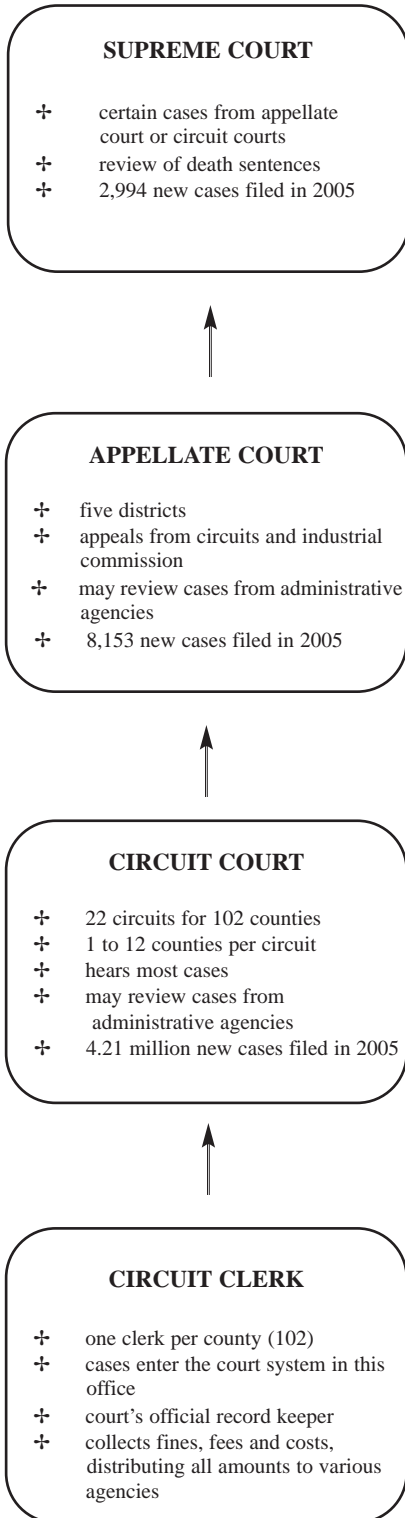 SUPREME COURT
✢ certain cases from appellate
court or circuit courts
✢ review of death sentences
✢ 2,994 new cases filed in 2005
APPELLATE COURT
✢ five districts
✢ appeals from circuits and industrial
commission
✢ may review cases from administrative
agencies
✢ 8,153 new cases filed in 2005
CIRCUIT COURT
✢ 22 circuits for 102 counties
✢ 1 to 12 counties per circuit
✢ hears most cases
✢ may review cases from
administrative agencies
✢ 4.21 million new cases filed in 2005
CIRCUIT CLERK
✢ one clerk per county (102)
✢ cases enter the court system in this
office
✢ court's official record keeper
✢ collects fines, fees and costs,
distributing all amounts to various
agencies